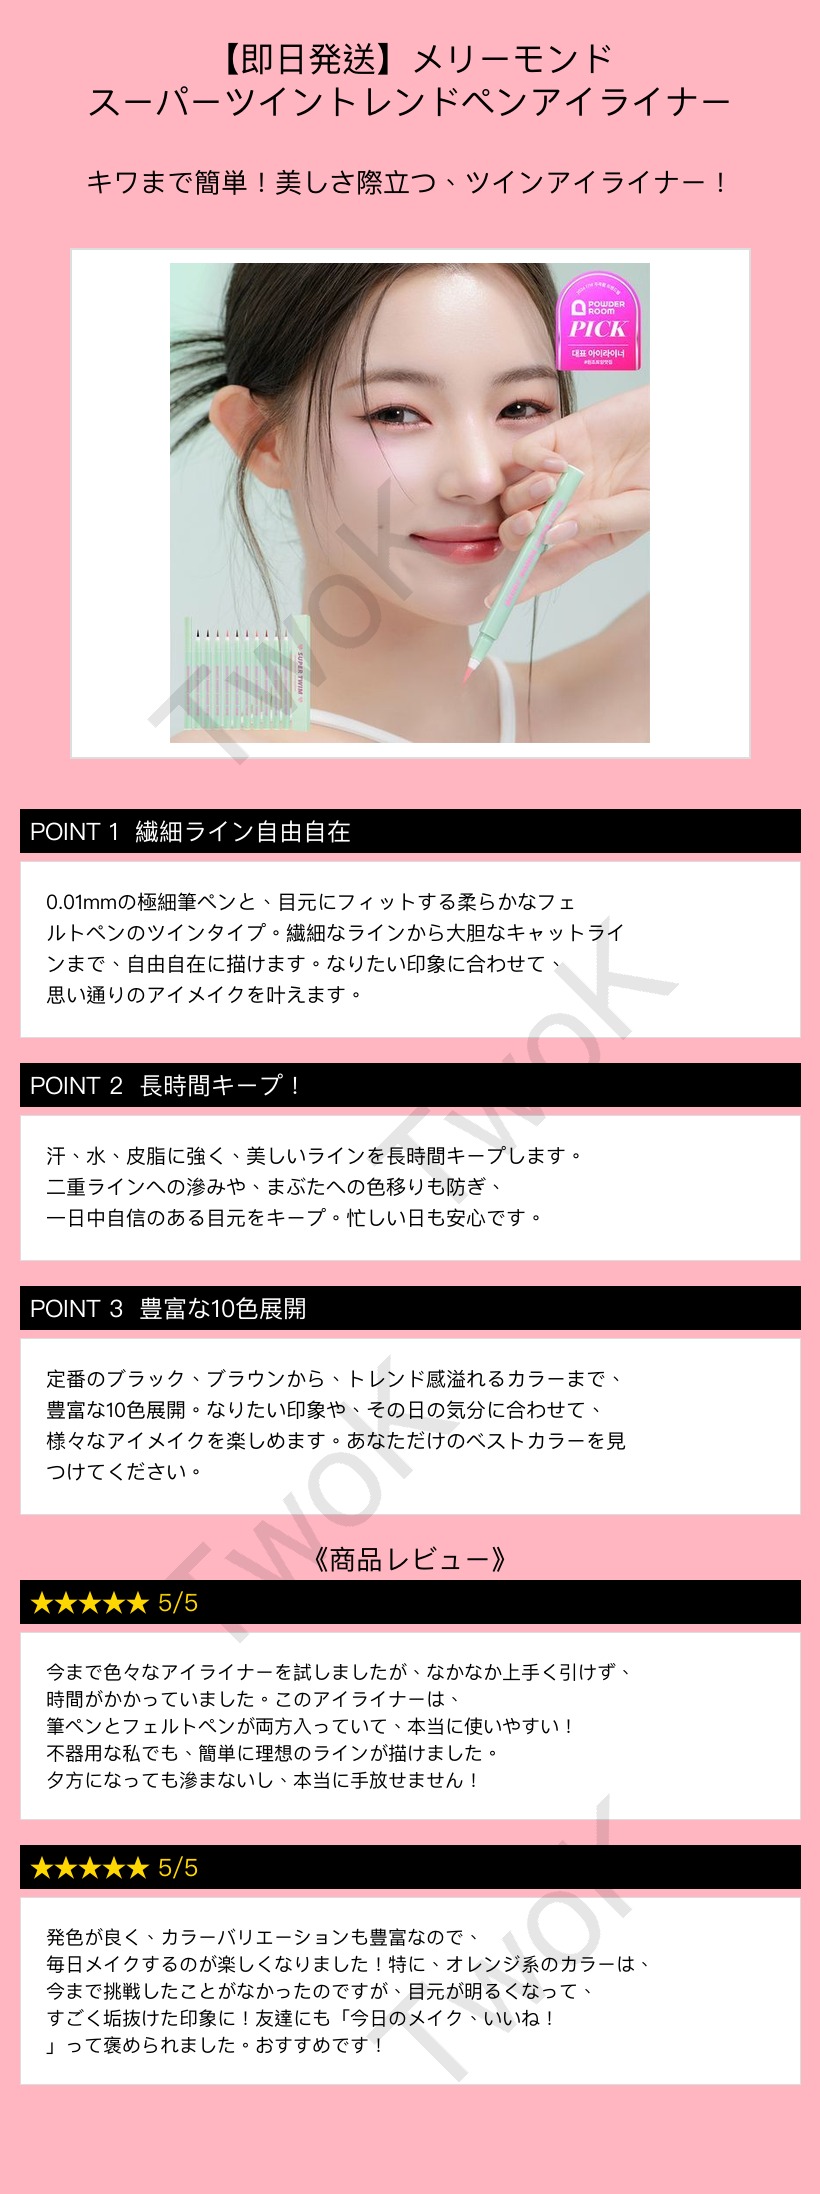 【即日発送】メリーモンド
スーパーツイントレンドペンアイライナー
キワまで簡単！美しさ際立つ、ツインアイライナー！
POWDER
ROOM
PICK
대표 아이라이너
SUPER TWIM
TwoK
POINT 1 繊細ライン自由自在
0.01mmの極細筆ペンと、目元にフィットする柔らかなフェ
ルトペンのツインタイプ。繊細なラインから大胆なキャットライ
ンまで、自由自在に描けます。なりたい印象に合わせて、
思い通りのアイメイクを叶えます。
TwoK
POINT 2 長時間キープ！
汗、水、皮脂に強く、美しいラインを長時間キープします。
二重ラインへの滲みや、まぶたへの色移りも防ぎ、
一日中自信のある目元をキープ。忙しい日も安心です。
POINT 3 豊富な10色展開
定番のブラック、ブラウンから、トレンド感溢れるカラーまで、
豊富な10色展開。なりたい印象や、その日の気分に合わせて、
様々なアイメイクを楽しめます。あなただけのベストカラーを見
つけてください。
TwoK
《商品レビュー》
★★★★★ 5/5
今まで色々なアイライナーを試しましたが、なかなか上手く引けず、
時間がかかっていました。このアイライナーは、
筆ペンとフェルトペンが両方入っていて、本当に使いやすい！
不器用な私でも、簡単に理想のラインが描けました。
夕方になっても滲まないし、本当に手放せません！
★★★★★ 5/5
発色が良く、カラーバリエーションも豊富なので、
毎日メイクするのが楽しくなりました！特に、オレンジ系のカラーは、
今まで挑戦したことがなかったのですが、目元が明るくなって、
すごく垢抜けた印象に！友達にも「今日のメイク、いいね！
」って褒められました。おすすめです！
TwoK